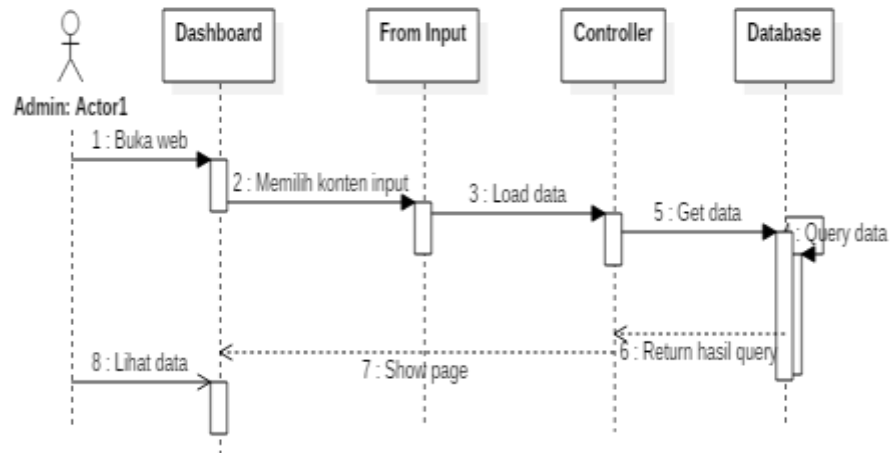 Dashboard
From Input
Controller
Database
Admin: Actor1
1 : Buka web
2 : Memilih konten input
3 : Load data
5 : Get data
: Query data
6 : Return hasil query
7 : Show page
8 : Lihat data